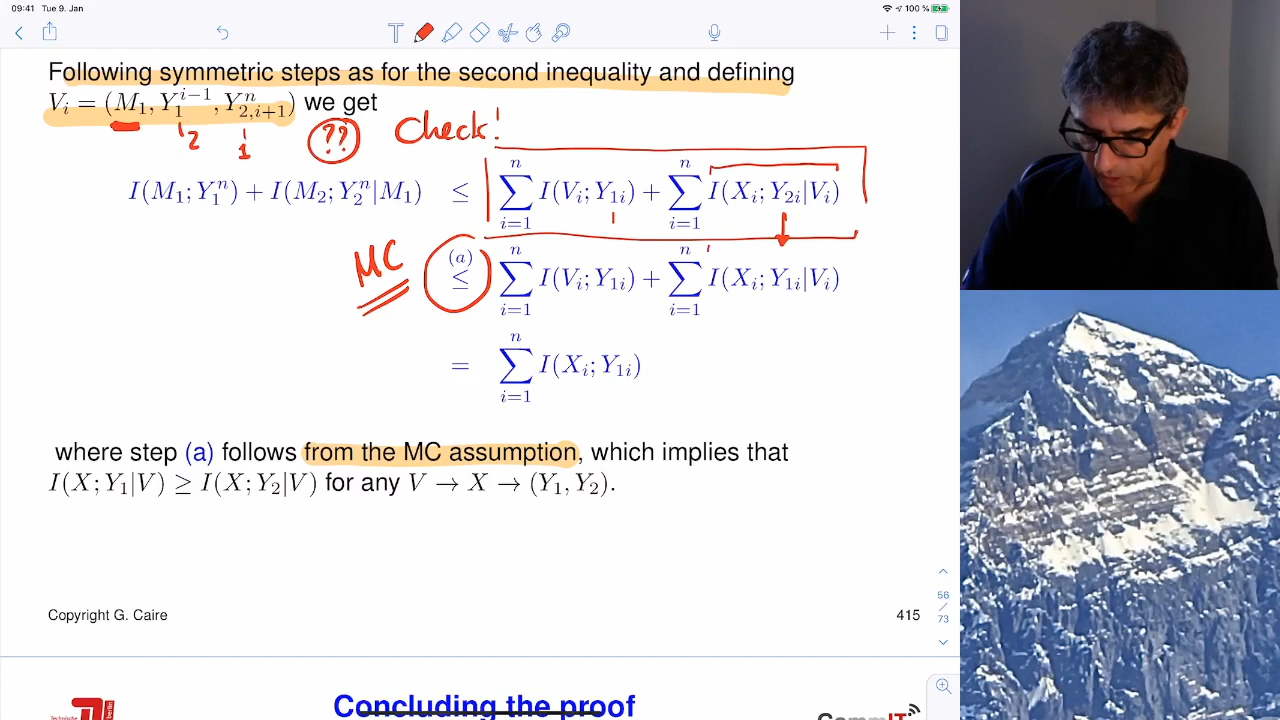 09:41 Tue 9. Jan
100 %
Following symmetric steps as for the second inequality and defining
V_i = (M_1, Y_1^{i−1}, Y_{2,i+1}^n) we get
2 1 ?? Check!
I(M_1; Y_1^n) + I(M_2; Y_2^n|M_1) ≤ ∑_{i=1}^n I(V_i; Y_{1i}) + ∑_{i=1}^n I(X_i; Y_{2i}|V_i)
MC (a) ≤ ∑_{i=1}^n I(V_i; Y_{1i}) + ∑_{i=1}^n I(X_i; Y_{1i}|V_i)
= ∑_{i=1}^n I(X_i; Y_{1i})
where step (a) follows from the MC assumption, which implies that
I(X; Y_1|V) ≥ I(X; Y_2|V) for any V → X → (Y_1, Y_2).
56
/
73
Copyright G. Caire 415
Concluding the proof
Technische
berlin
CommIT